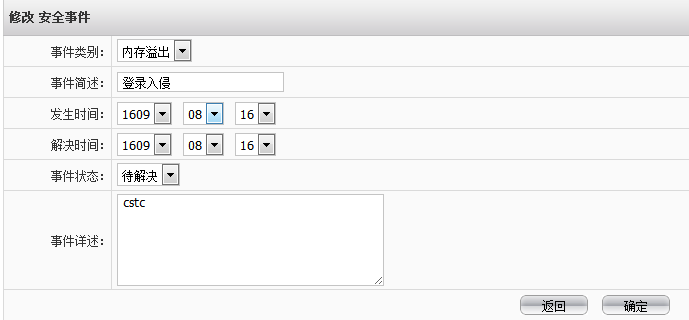 修改 安全事件
事件类别： 内存溢出
事件简述： 登录入侵
发生时间： 1609 08 16
解决时间： 1609 08 16
事件状态： 待解决
事件详述： cstc
返回 确定